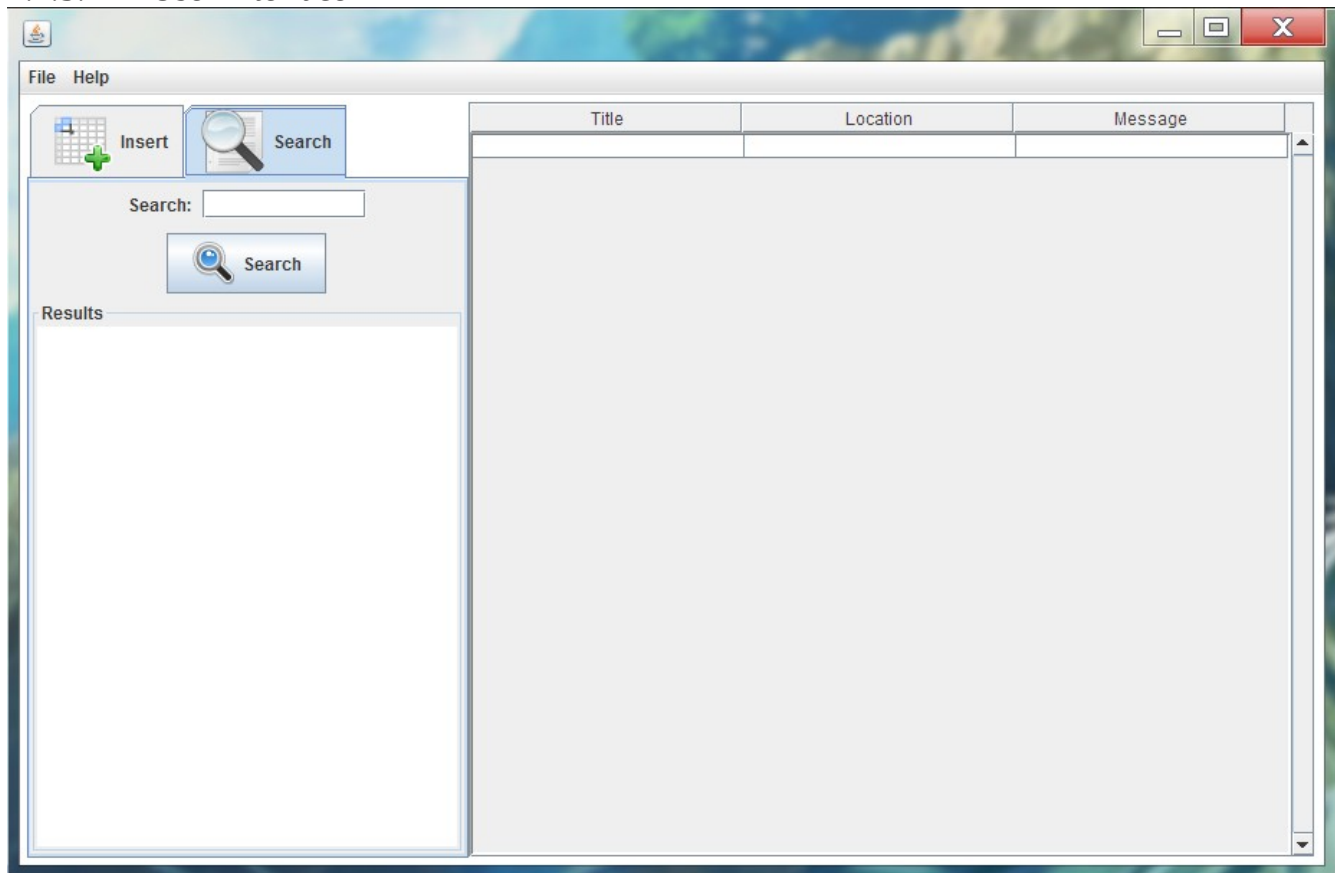 File Help
Insert Search
Title Location Message
Search:
Search
Results